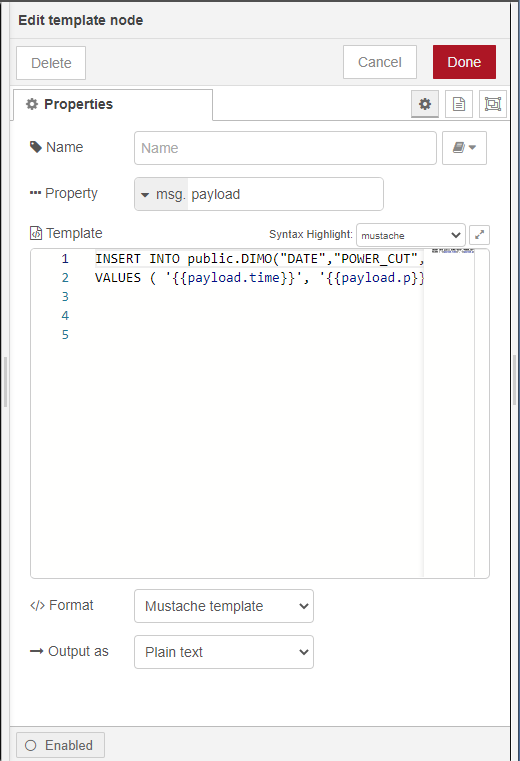 Edit template node
Delete
Cancel
Done
Properties
Name
Name
Property
msg. payload
Template
Syntax Highlight:
mustache
1 INSERT INTO public.DIMO("DATE","POWER_CUT",
2 VALUES ( '{{payload.time}}', '{{payload.p}}
3
4
5
</> Format
Mustache template
Output as
Plain text
Enabled